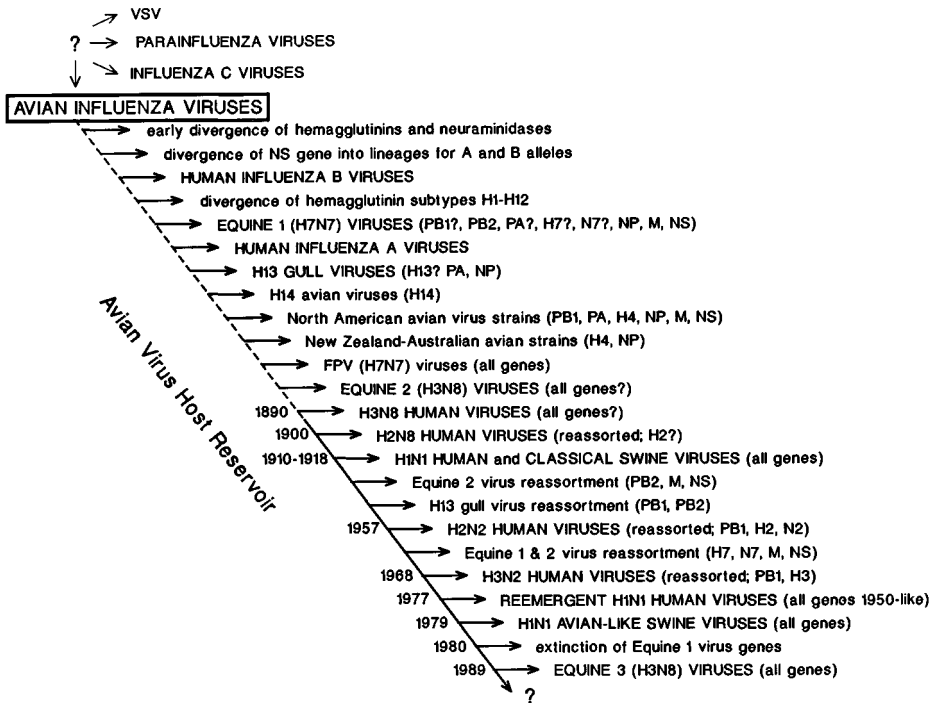 VSV
? PARAINFLUENZA VIRUSES
INFLUENZA C VIRUSES
AVIAN INFLUENZA VIRUSES
early divergence of hemagglutinins and neuraminidases
divergence of NS gene into lineages for A and B alleles
HUMAN INFLUENZA B VIRUSES
divergence of hemagglutinin subtypes H1-H12
EQUINE 1 (H7N7) VIRUSES (PB1?, PB2, PA?, H7?, N7?, NP, M, NS)
HUMAN INFLUENZA A VIRUSES
H13 GULL VIRUSES (H13? PA, NP)
H14 avian viruses (H14)
North American avian virus strains (PB1, PA, H4, NP, M, NS)
New Zealand-Australian avian strains (H4, NP)
FPV (H7N7) viruses (all genes)
EQUINE 2 (H3N8) VIRUSES (all genes?)
1890 H3N8 HUMAN VIRUSES (all genes?)
1900 H2N8 HUMAN VIRUSES (reassorted; H2?)
1910-1918 H1N1 HUMAN and CLASSICAL SWINE VIRUSES (all genes)
Equine 2 virus reassortment (PB2, M, NS)
H13 gull virus reassortment (PB1, PB2)
1957 H2N2 HUMAN VIRUSES (reassorted; PB1, H2, N2)
Equine 1 & 2 virus reassortment (H7, N7, M, NS)
1968 H3N2 HUMAN VIRUSES (reassorted; PB1, H3)
1977 REEMERGENT H1N1 HUMAN VIRUSES (all genes 1950-like)
1979 H1N1 AVIAN-LIKE SWINE VIRUSES (all genes)
1980 extinction of Equine 1 virus genes
1989 EQUINE 3 (H3N8) VIRUSES (all genes)
?
Avian Virus Host Reservoir